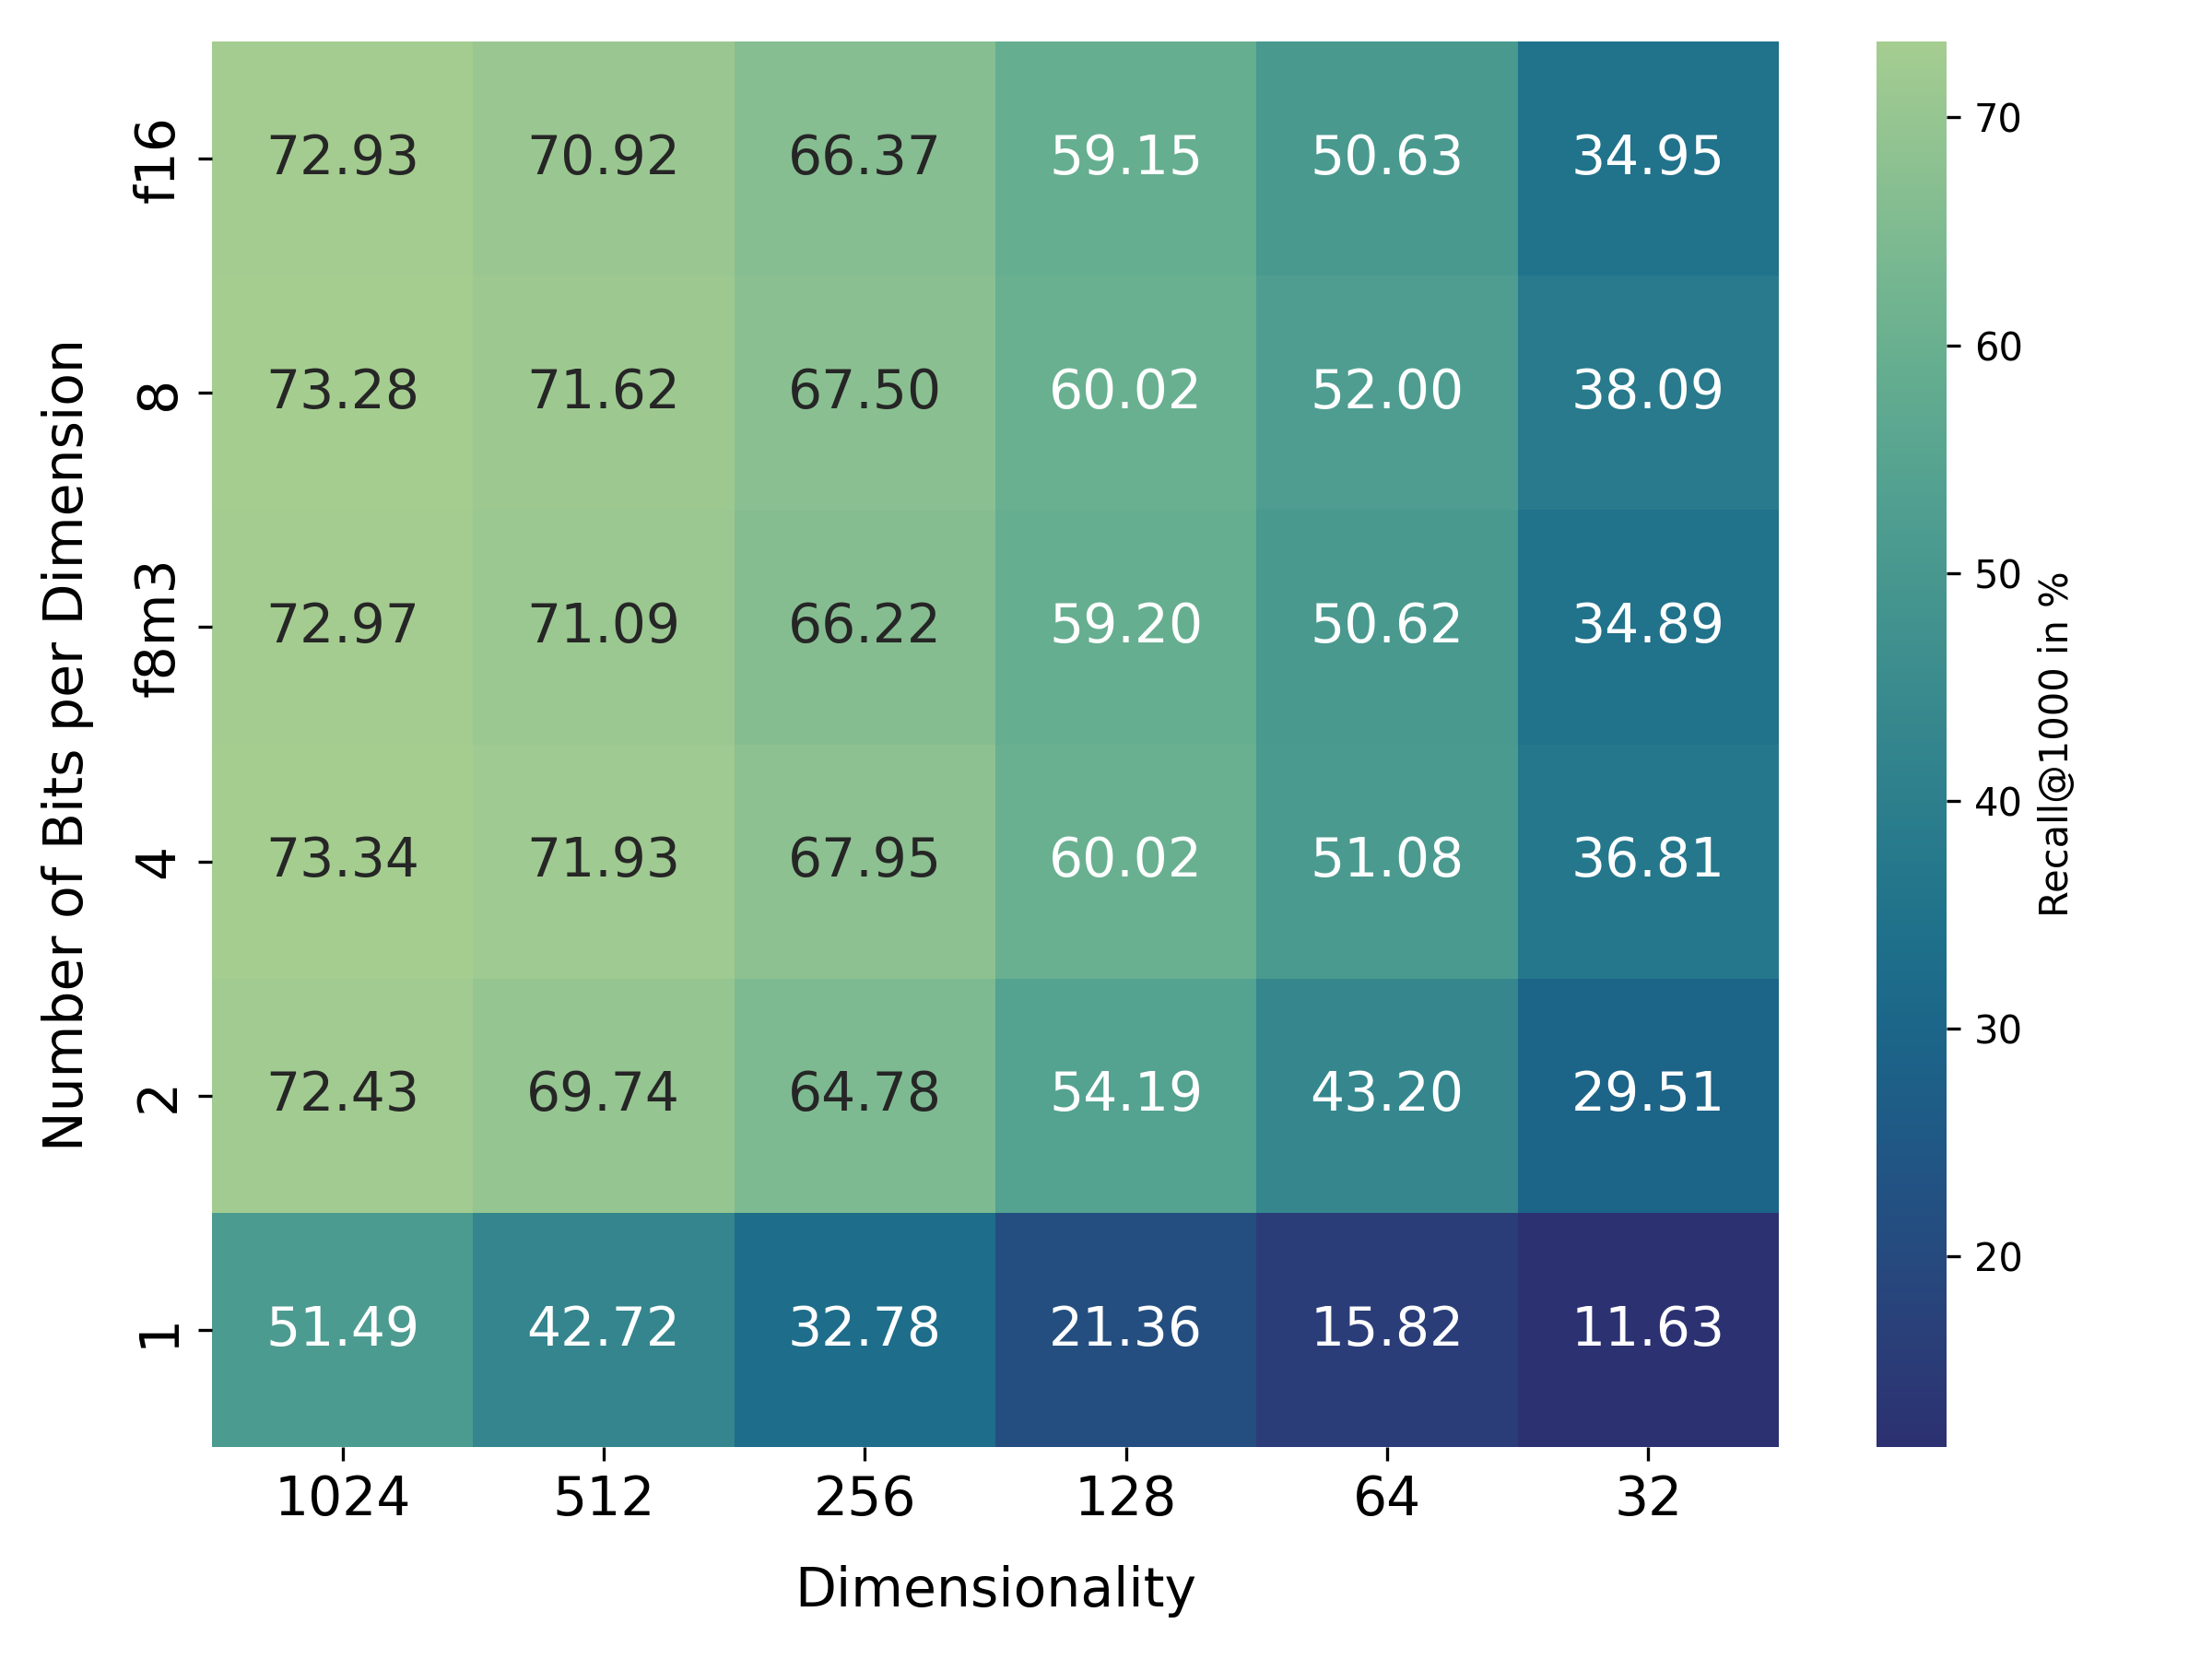 Number of Bits per Dimension
f16 72.93 70.92 66.37 59.15 50.63 34.95
8 73.28 71.62 67.50 60.02 52.00 38.09
f8m3 72.97 71.09 66.22 59.20 50.62 34.89
4 73.34 71.93 67.95 60.02 51.08 36.81
2 72.43 69.74 64.78 54.19 43.20 29.51
1 51.49 42.72 32.78 21.36 15.82 11.63
1024 512 256 128 64 32
Dimensionality
70
60
50
40
30
20
Recall@1000 in %